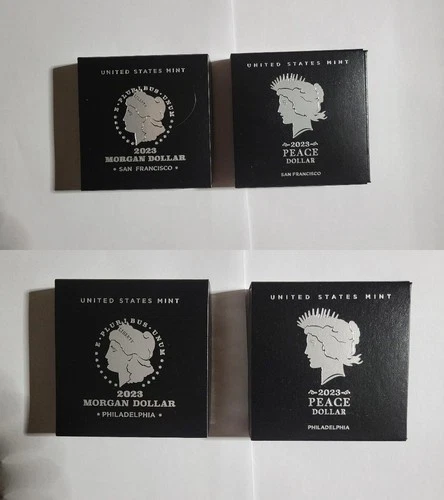 UNITED STATES MINT
E·PLURIBUS·UNUM
2023
MORGAN DOLLAR
• SAN FRANCISCO •
UNITED STATES MINT
2023
PEACE
DOLLAR
SAN FRANCISCO
UNITED STATES MINT
E·PLURIBUS·UNUM
LIBERTY
2023
MORGAN DOLLAR
• PHILADELPHIA •
UNITED STATES MINT
2023
PEACE
DOLLAR
PHILADELPHIA